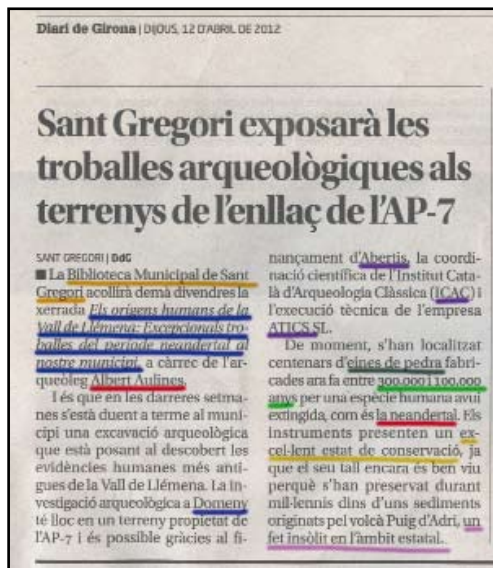 Diari de Girona | DIJOUS, 12 D'ABRIL DE 2012
Sant Gregori exposarà les
troballes arqueològiques als
terrenys de l'enllaç de l'AP-7
SANT GREGORI | DdG
■ La Biblioteca Municipal de Sant
Gregori acollirà demà divendres la
xerrada Els orígens humans de la
Vall de Llémena: Excepcionals tro-
balles del període neandertal al
nostre municipi, a càrrec de l'ar-
queòleg Albert Aulines.
I és que en les darreres setma-
nes s'està duent a terme al muni-
cipi una excavació arqueològica
que està posant al descobert les
evidències humanes més anti-
gues de la Vall de Llémena. La in-
vestigació arqueològica a Domeny
té lloc en un terreny propietat de
l'AP-7 i és possible gràcies al fi-
nançament d'Abertis, la coordi-
nació científica de l'Institut Cata-
là d'Arqueologia Clàssica (ICAC) i
l'execució tècnica de l'empresa
ATICS SL.
De moment, s'han localitzat
centenars d'eines de pedra fabri-
cades ara fa entre 300.000 i 100.000
anys per una espècie humana avui
extingida, com és la neandertal. Els
instruments presenten un ex-
cel·lent estat de conservació, ja
que el seu tall encara és ben viu
perquè s'han preservat durant
mil·lennis dins d'uns sediments
originats pel volcà Puig d'Adri, un
fet insòlit en l'àmbit estatal.